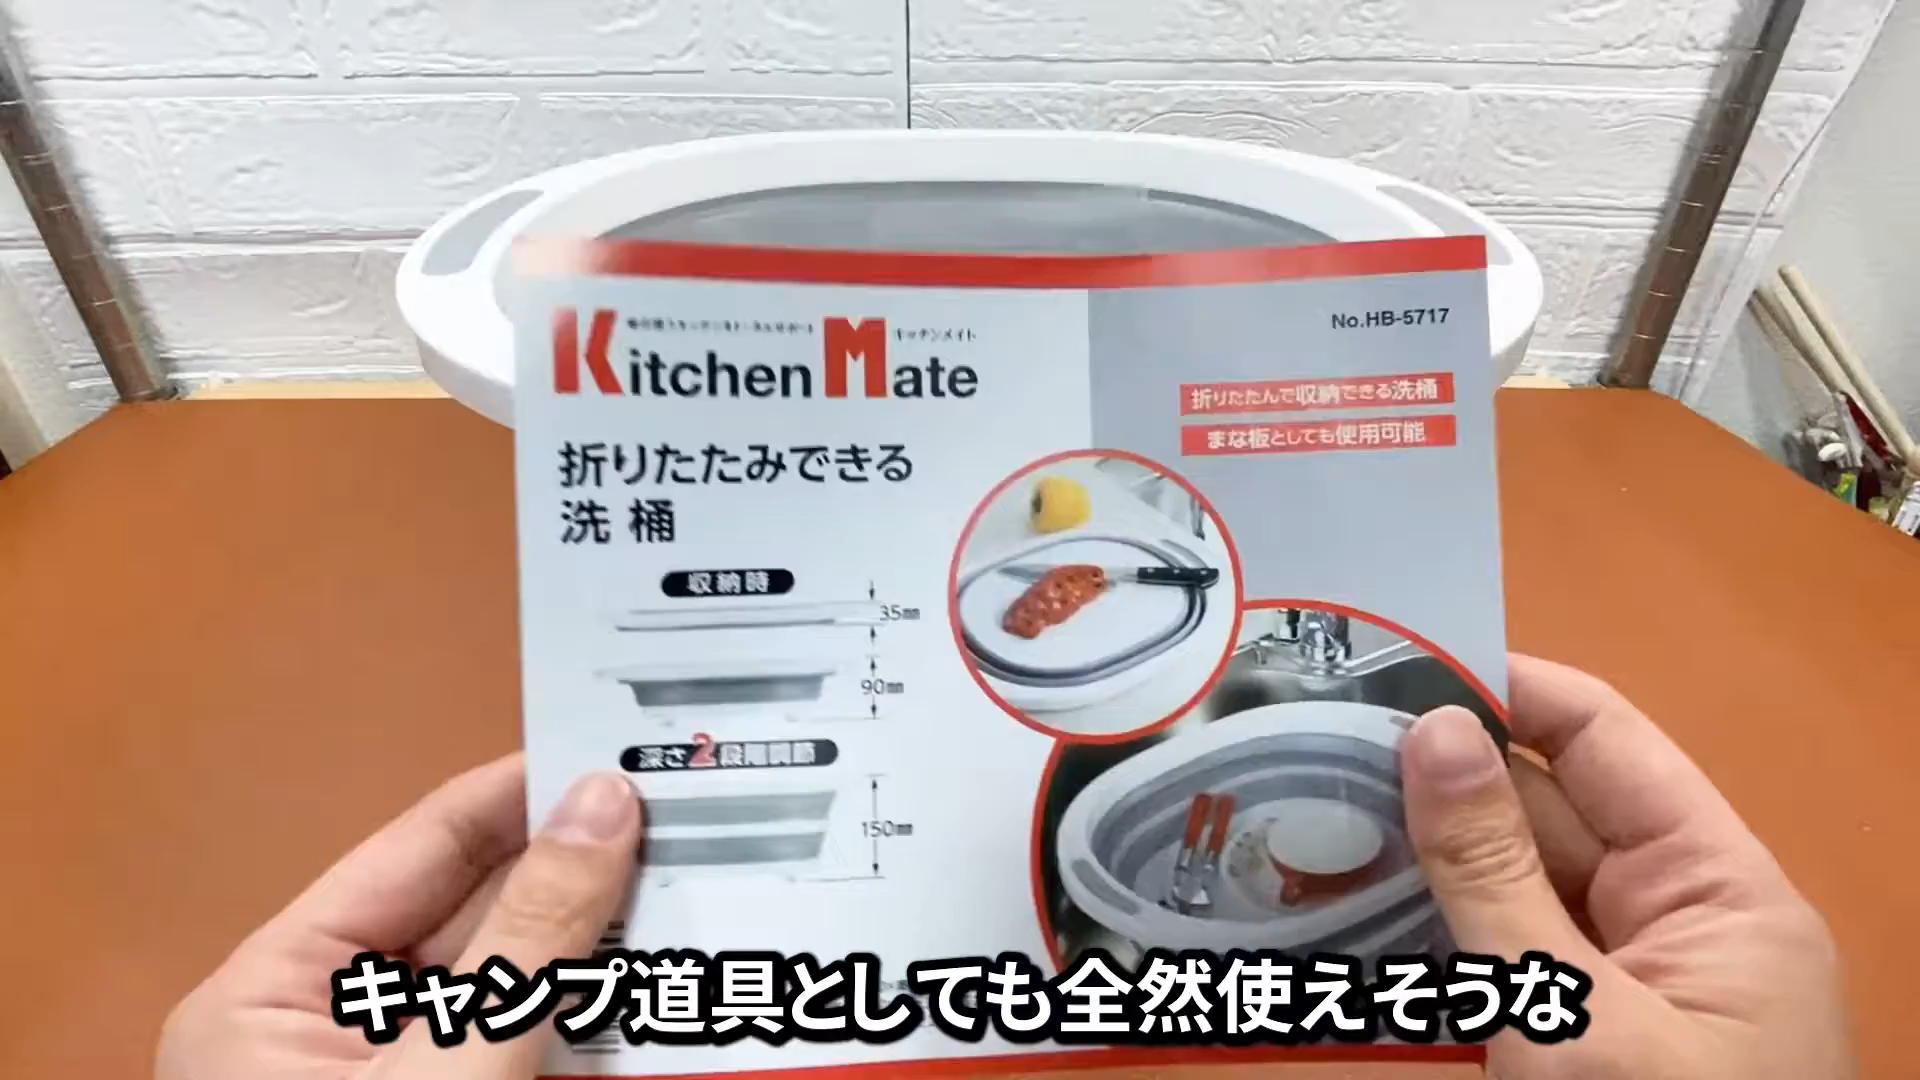 キッチンメイト
Kitchen Mate
No.HB-5717
折りたたんで収納できる洗桶
まな板としても使用可能
折りたたみできる
洗桶
収納時
35mm
90mm
深さ2段階調節
150mm
キャンプ道具としても全然使えそうな